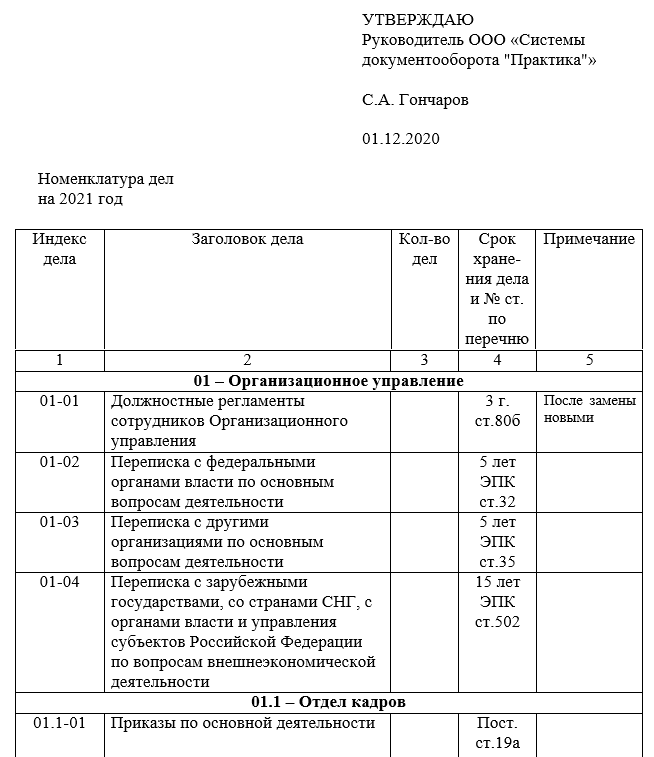 УТВЕРЖДАЮ
Руководитель ООО «Системы
документооборота "Практика"»
С.А. Гончаров
01.12.2020
Номенклатура дел
на 2021 год
Индекс дела
Заголовок дела
Кол-во дел
Срок хране-ния дела и № ст. по перечню
Примечание
1 2 3 4 5
01 – Организационное управление
01-01
Должностные регламенты
сотрудников Организационного
управления
3 г.
ст.80б
После замены
новыми
01-02
Переписка с федеральными
органами власти по основным
вопросам деятельности
5 лет
ЭПК
ст.32
01-03
Переписка с другими
организациями по основным
вопросам деятельности
5 лет
ЭПК
ст.35
01-04
Переписка с зарубежными
государствами, со странами СНГ, с
органами власти и управления
субъектов Российской Федерации
по вопросам внешнеэкономической
деятельности
15 лет
ЭПК
ст.502
01.1 – Отдел кадров
01.1-01
Приказы по основной деятельности
Пост.
ст.19а